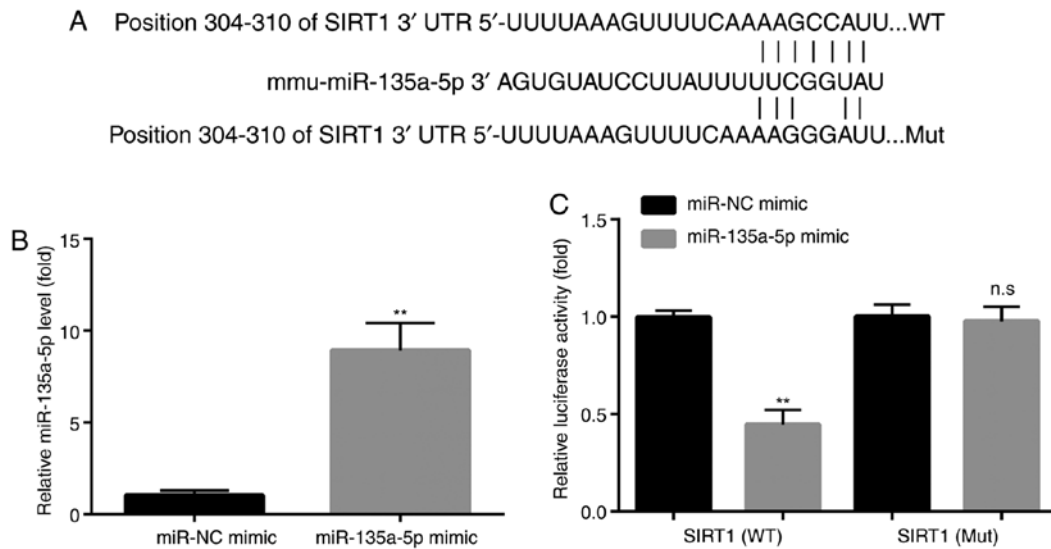 A
Position 304-310 of SIRT1 3′ UTR 5′-UUUUAAAGUUUUCAAAAGCCAUU...WT
mmu-miR-135a-5p 3′ AGUGUAUCCUUAUUUUUCGGUAU
Position 304-310 of SIRT1 3′ UTR 5′-UUUUAAAGUUUUCAAAAGGGAUU...Mut
B
Relative miR-135a-5p level (fold)
15
10
5
0
**
miR-NC mimic
miR-135a-5p mimic
C
miR-NC mimic
miR-135a-5p mimic
Relative luciferase activity (fold)
1.5
1.0
0.5
0.0
**
n.s
SIRT1 (WT)
SIRT1 (Mut)